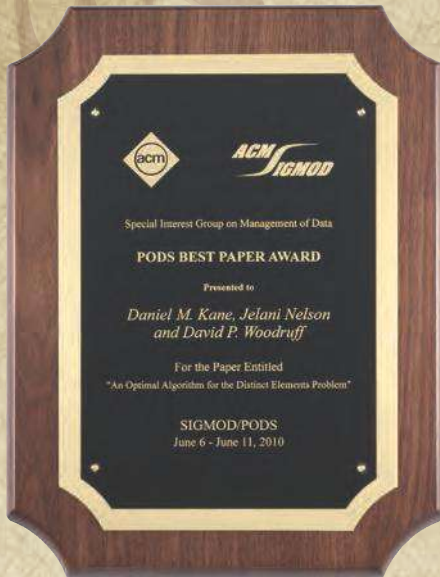 acm
ACM SIGMOD
Special Interest Group on Management of Data
PODS BEST PAPER AWARD
Presented to
Daniel M. Kane, Jelani Nelson
and David P. Woodruff
For the Paper Entitled
"An Optimal Algorithm for the Distinct Elements Problem"
SIGMOD/PODS
June 6 - June 11, 2010